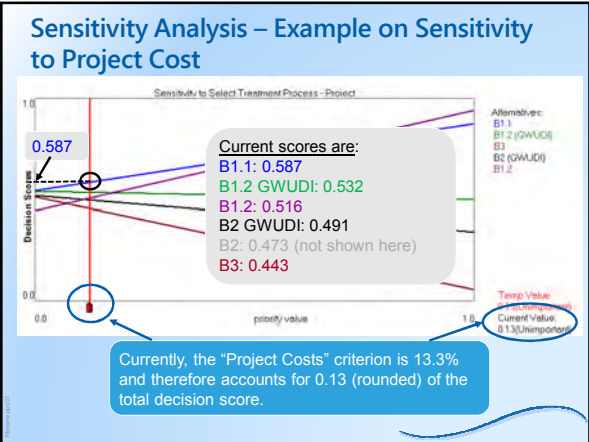 Sensitivity Analysis – Example on Sensitivity
to Project Cost
Sensitivity to Select Treatment Process - Project
1.0
0.587
Decision Scores
0.0
0.0
priority value
1.0
Current scores are:
B1.1: 0.587
B1.2 GWUDI: 0.532
B1.2: 0.516
B2 GWUDI: 0.491
B2: 0.473 (not shown here)
B3: 0.443
Alternatives:
B1.1
B1.2 (GWUDI)
B3
B2 (GWUDI)
B1.2
Temp Value:
0.13(Unimportant)
Current Value:
0.13(Unimportant)
Currently, the “Project Costs” criterion is 13.3%
and therefore accounts for 0.13 (rounded) of the
total decision score.